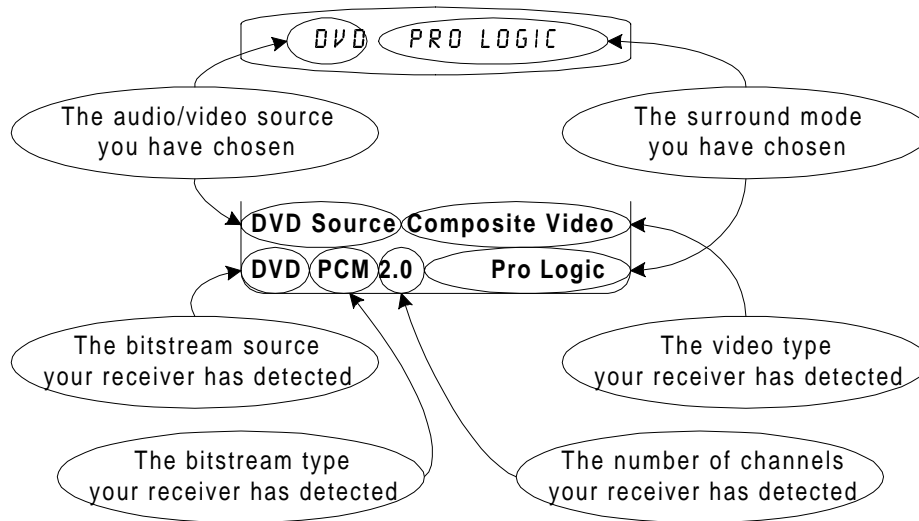 DVD PRO LOGIC
The audio/video source
you have chosen
The surround mode
you have chosen
DVD Source Composite Video
DVD PCM 2.0 Pro Logic
The bitstream source
your receiver has detected
The video type
your receiver has detected
The bitstream type
your receiver has detected
The number of channels
your receiver has detected